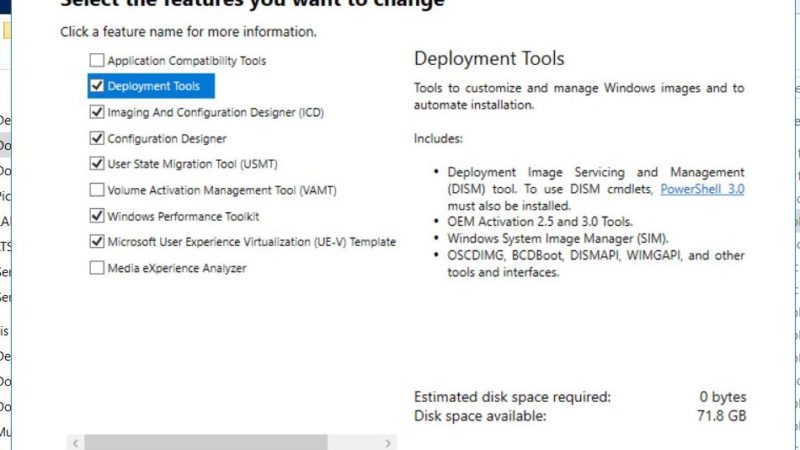 Select the features you want to change
Click a feature name for more information.
Application Compatibility Tools
Deployment Tools
Imaging And Configuration Designer (ICD)
Configuration Designer
User State Migration Tool (USMT)
Volume Activation Management Tool (VAMT)
Windows Performance Toolkit
Microsoft User Experience Virtualization (UE-V) Template
Media eXperience Analyzer
Deployment Tools
Tools to customize and manage Windows images and to
automate installation.
Includes:
• Deployment Image Servicing and Management
(DISM) tool. To use DISM cmdlets, PowerShell 3.0
must also be installed.
• OEM Activation 2.5 and 3.0 Tools.
• Windows System Image Manager (SIM).
• OSCDIMG, BCDBoot, DISMAPI, WIMGAPI, and other
tools and interfaces.
Estimated disk space required: 0 bytes
Disk space available: 71.8 GB